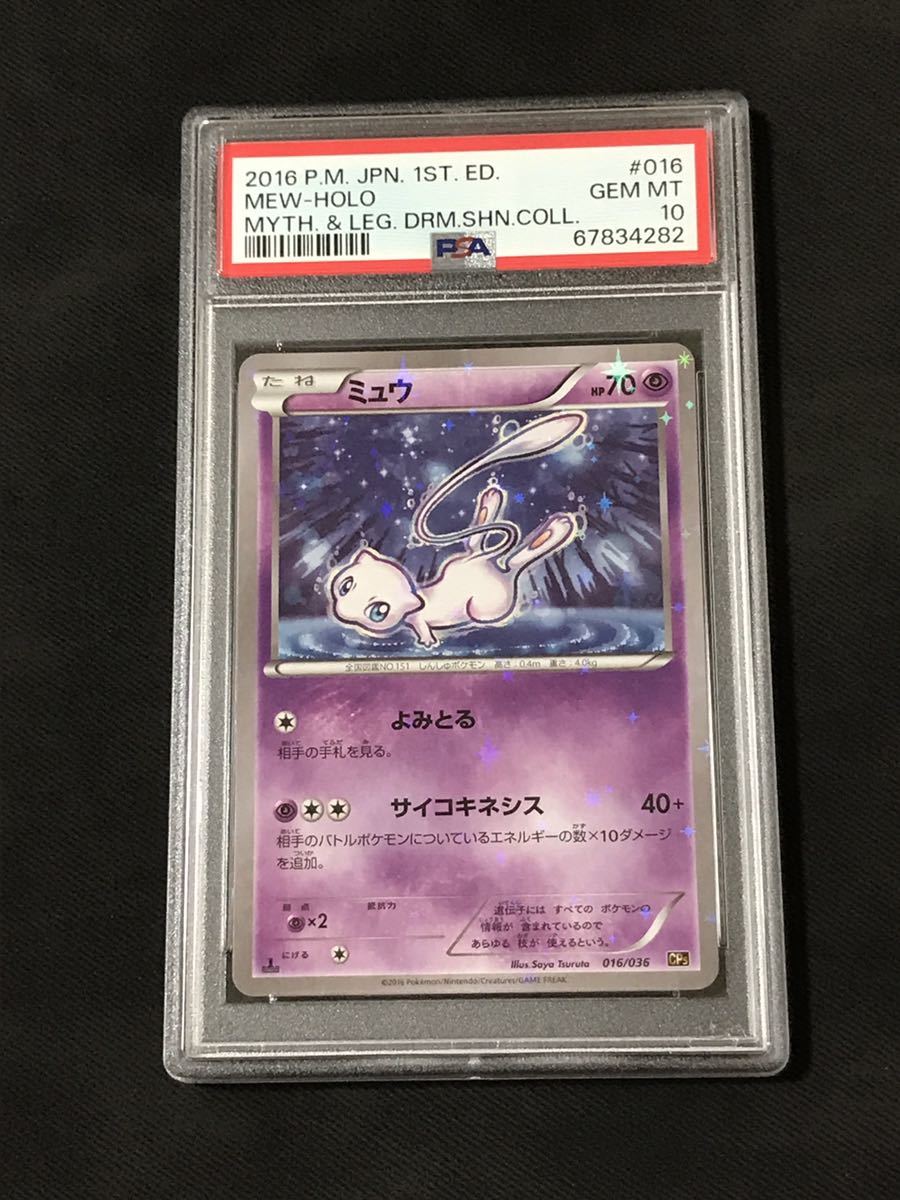 2016 P.M. JPN. 1ST. ED. #016
MEW-HOLO GEM MT
MYTH. & LEG. DRM.SHN.COLL. 10
PSA 67834282
たね ミュウ HP70
全国図鑑NO.151 しんしゅポケモン 高さ:0.4m 重さ:4.0kg
よみとる
相手の手札を見る。
サイコキネシス 40+
相手のバトルポケモンについているエネルギーの数×10ダメージ
を追加。
弱点 抵抗力
×2
にげる
遺伝子には すべての ポケモンの
情報が 含まれているので
あらゆる 技が 使えるという。
Illus. Saya Tsuruta 016/036 CP5
©2016 Pokémon/Nintendo/Creatures/GAME FREAK.